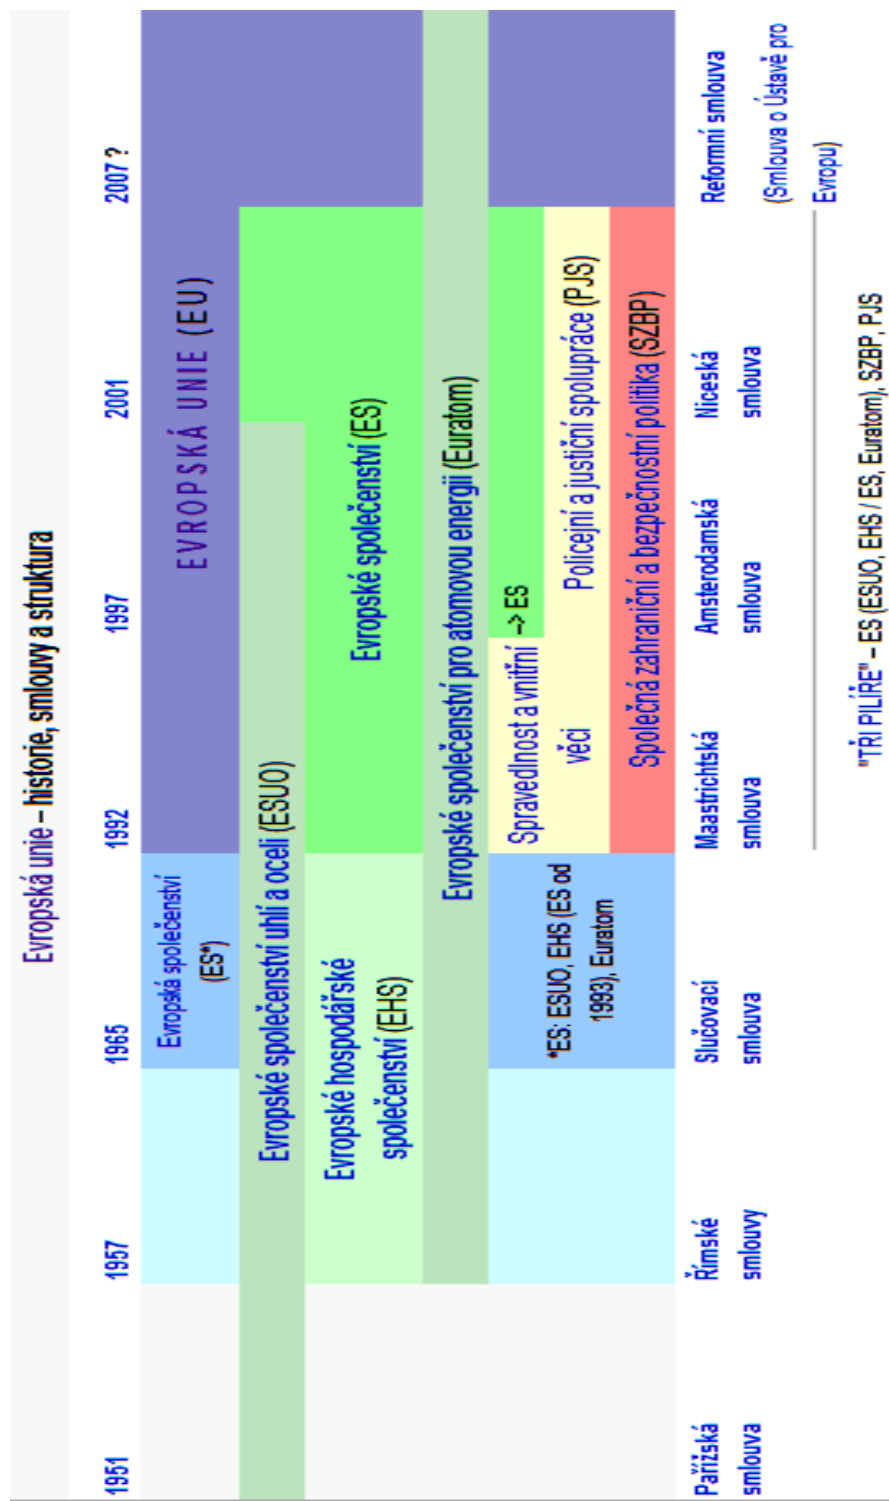 Evropská unie – historie, smlouvy a struktura
1951
1957
1965
1992
1997
2001
2007 ?
Evropská společenství
(ES*)
EVROPSKÁ UNIE (EU)
Evropské společenství uhlí a oceli (ESUO)
Evropské hospodářské
společenství (EHS)
Evropské společenství (ES)
Evropské společenství pro atomovou energii (Euratom)
*ES: ESUO, EHS (ES od
1993), Euratom
Spravedlnost a vnitřní
věci
–> ES
Policejní a justiční spolupráce (PJS)
Společná zahraniční a bezpečnostní politika (SZBP)
Pařížská
smlouva
Římské
smlouvy
Slučovací
smlouva
Maastrichtská
smlouva
Amsterodamská
smlouva
Niceská
smlouva
Reformní smlouva
(Smlouva o Ústavě pro
Evropu)
"TŘI PILÍŘE" – ES (ESUO, EHS / ES, Euratom), SZBP, PJS